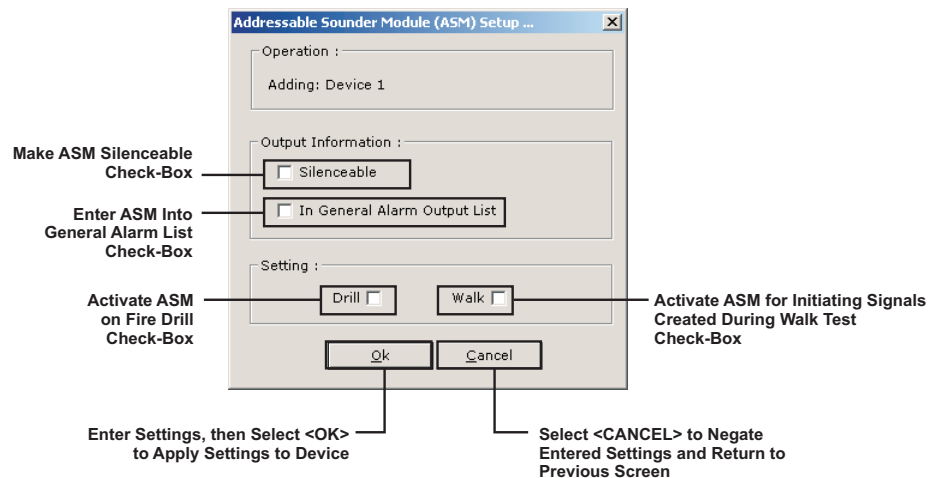 Addressable Sounder Module (ASM) Setup ...
Operation :
Adding: Device 1
Output Information :
Make ASM Silenceable
Check-Box
Silenceable
Enter ASM Into
General Alarm List
Check-Box
In General Alarm Output List
Setting :
Activate ASM
on Fire Drill
Check-Box
Drill
Walk
Activate ASM for Initiating Signals
Created During Walk Test
Check-Box
Ok
Cancel
Enter Settings, then Select <OK>
to Apply Settings to Device
Select <CANCEL> to Negate
Entered Settings and Return to
Previous Screen